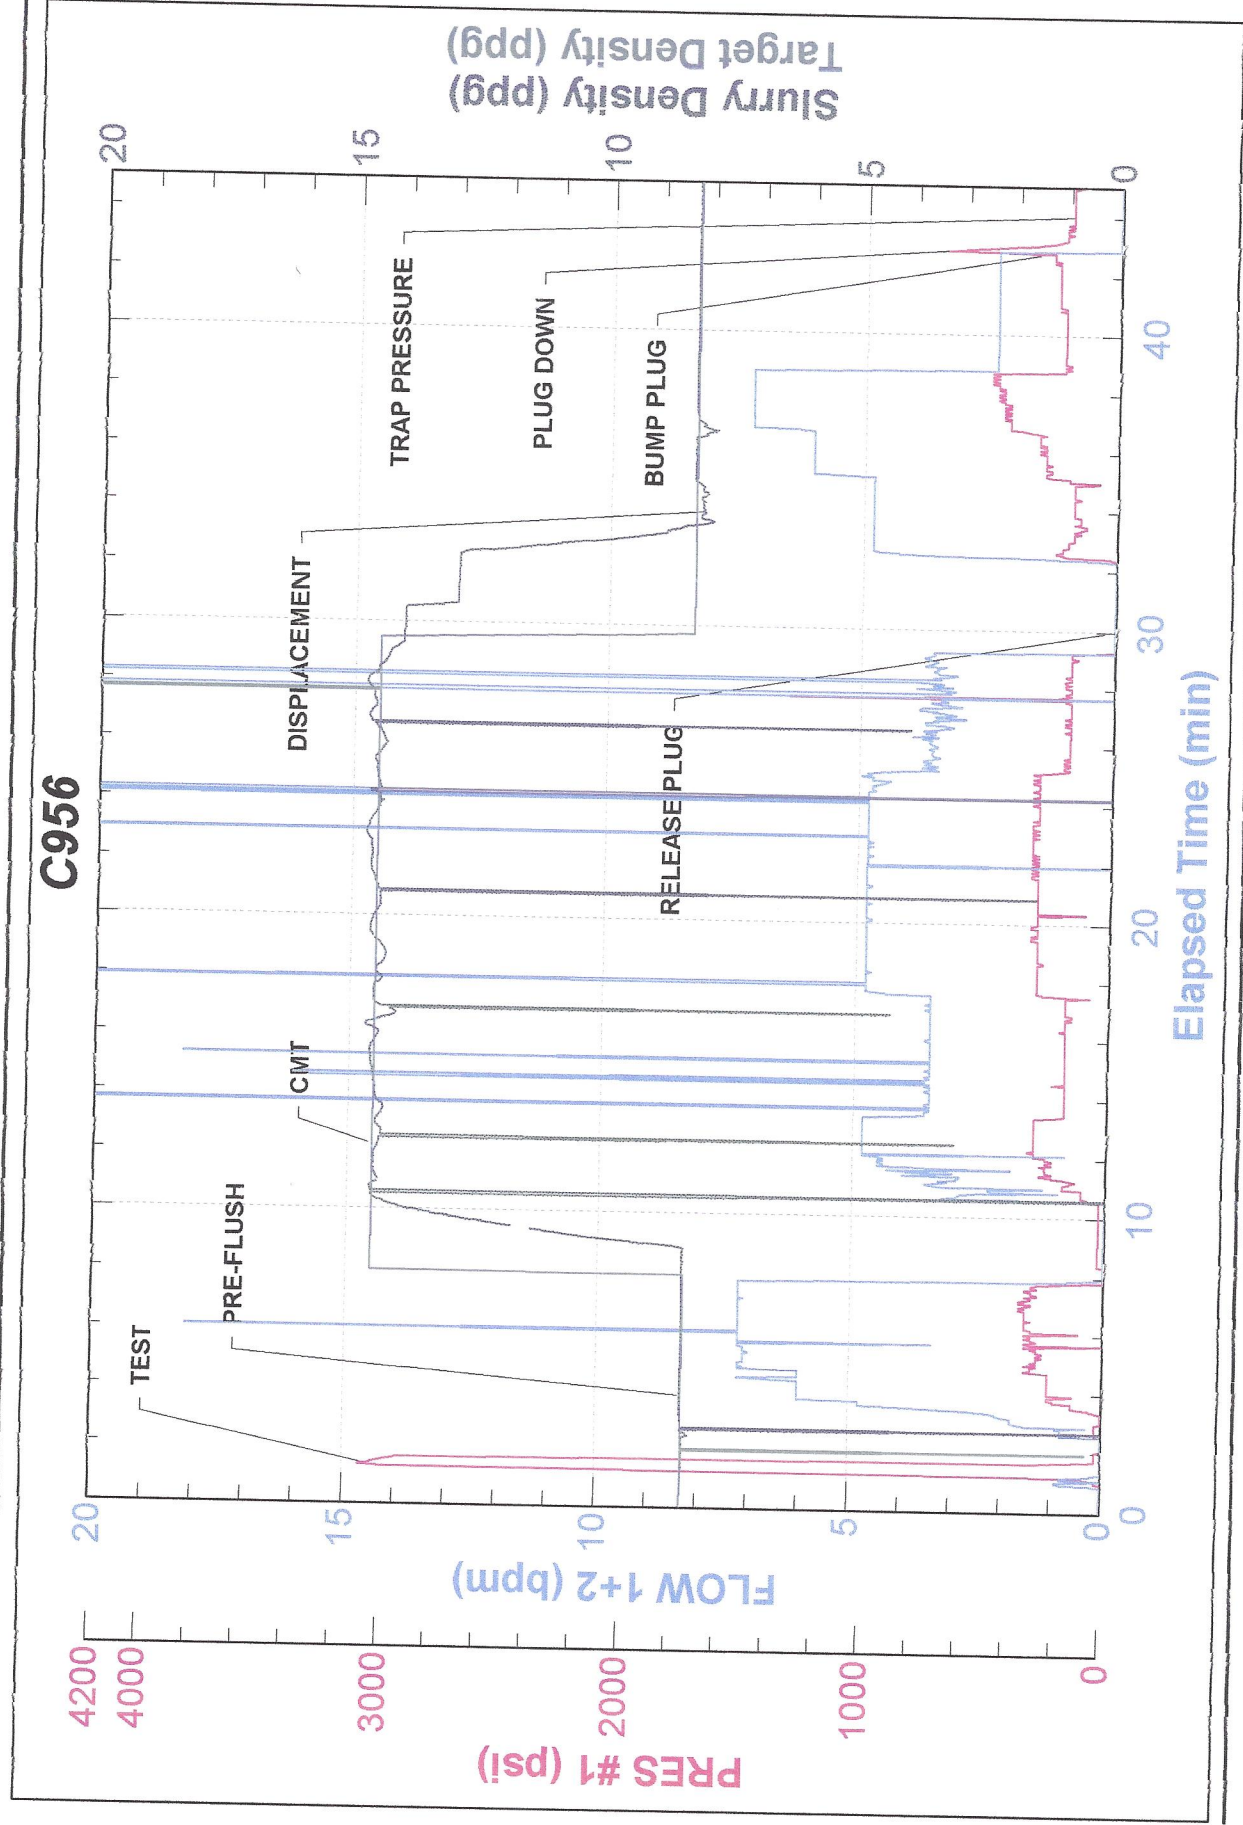 C956
TEST
PRE-FLUSH
CMT
DISPLACEMENT
RELEASE PLUG
TRAP PRESSURE
PLUG DOWN
BUMP PLUG
PRES #1 (psi)
4200
4000
3000
2000
1000
0
FLOW 1+2 (bpm)
20
15
10
5
0
Slurry Density (ppg)
Target Density (ppg)
20
15
10
5
0
0
10
20
30
40
Elapsed Time (min)